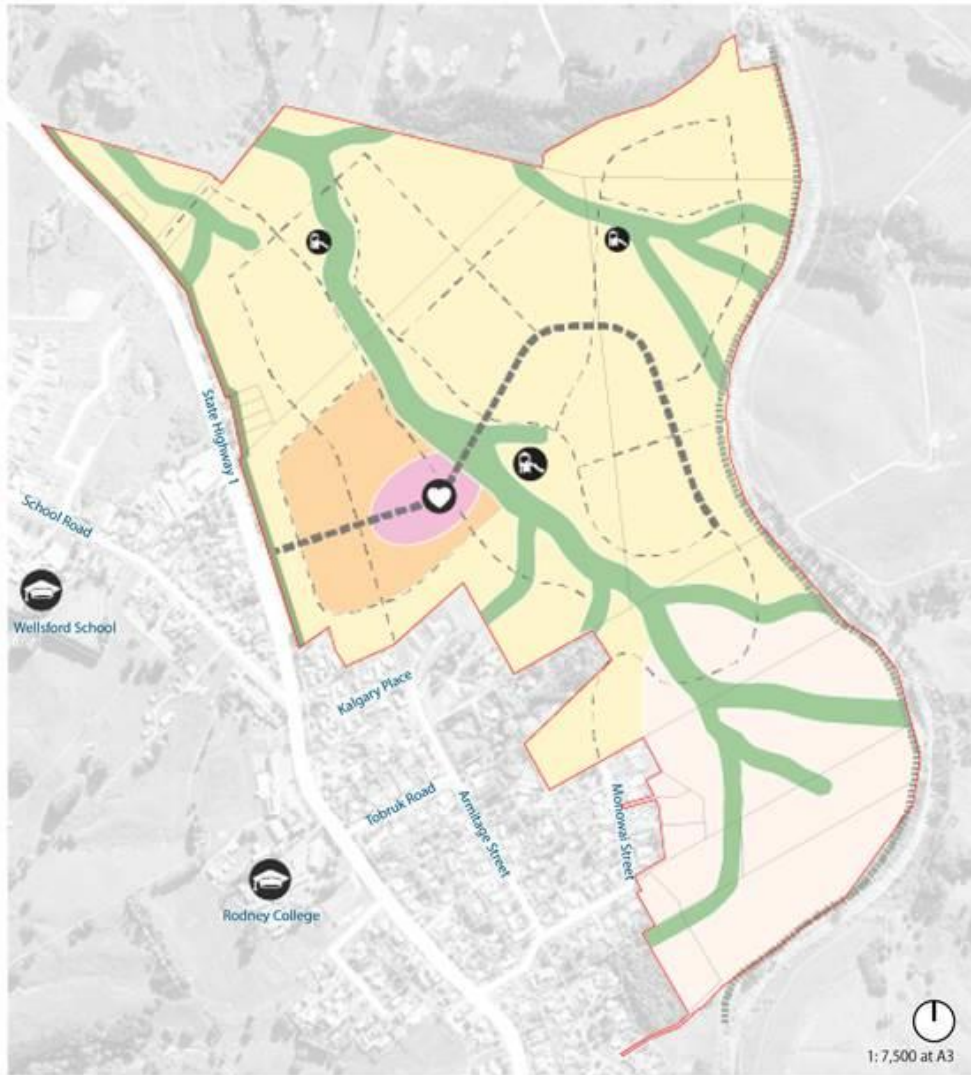 State Highway 1
School Road
Wellsford School
Kalgary Place
Tobruk Road
Armitage Street
Monowai Street
Rodney College
1: 7,500 at A3